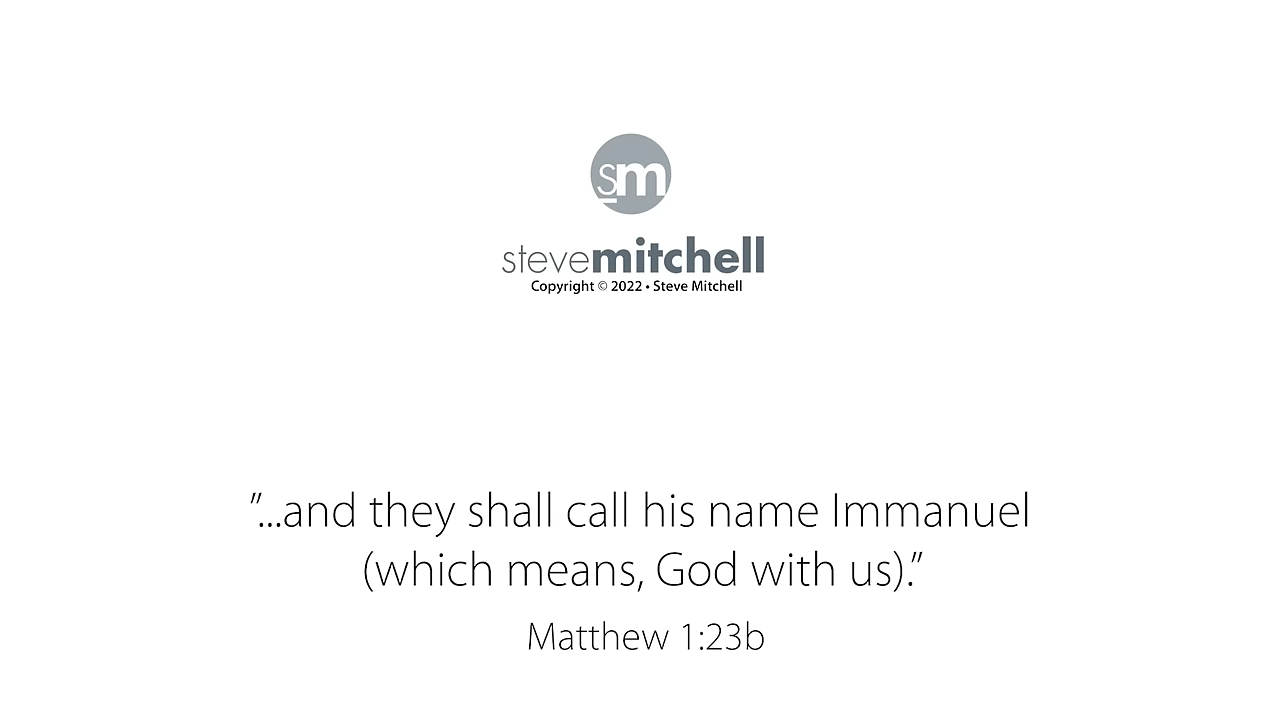 sm
stevemitchell
Copyright © 2022 • Steve Mitchell
"...and they shall call his name Immanuel
(which means, God with us)."
Matthew 1:23b